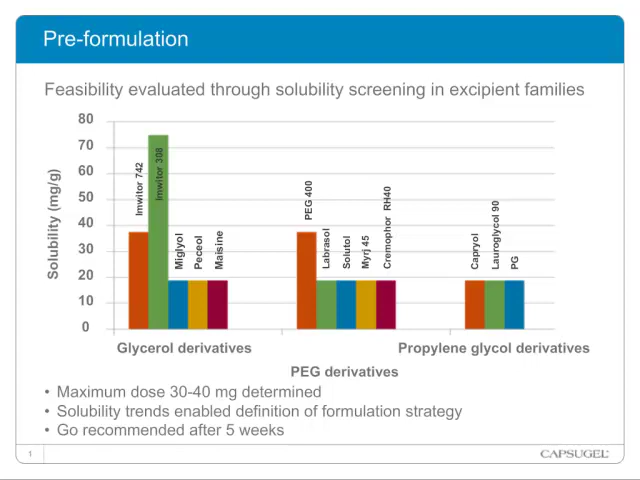 Pre-formulation
Feasibility evaluated through solubility screening in excipient families
Solubility (mg/g)
80
70
60
50
40
30
20
10
0
Imwitor 742
Imwitor 308
Miglyol
Peceol
Maisine
PEG 400
Labrasol
Solutol
Myrj 45
Cremophor RH40
Capryol
Lauroglycol 90
PG
Glycerol derivatives
PEG derivatives
Propylene glycol derivatives
• Maximum dose 30-40 mg determined
• Solubility trends enabled definition of formulation strategy
• Go recommended after 5 weeks
1
CAPSUGEL